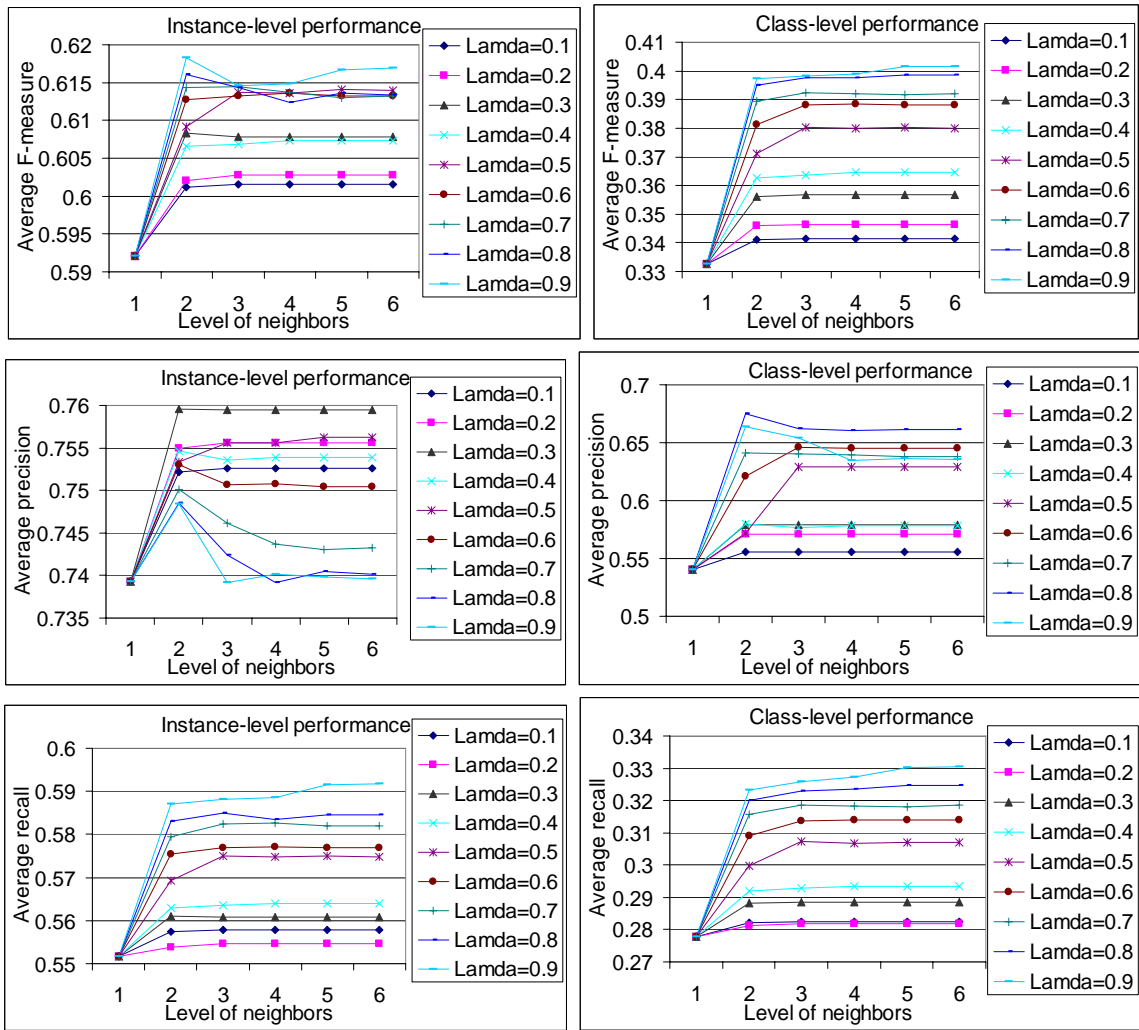 Instance-level performance
Average F-measure
0.62
0.615
0.61
0.605
0.6
0.595
0.59
1 2 3 4 5 6
Level of neighbors
Lamda=0.1
Lamda=0.2
Lamda=0.3
Lamda=0.4
Lamda=0.5
Lamda=0.6
Lamda=0.7
Lamda=0.8
Lamda=0.9
Class-level performance
Average F-measure
0.41
0.4
0.39
0.38
0.37
0.36
0.35
0.34
0.33
1 2 3 4 5 6
Level of neighbors
Lamda=0.1
Lamda=0.2
Lamda=0.3
Lamda=0.4
Lamda=0.5
Lamda=0.6
Lamda=0.7
Lamda=0.8
Lamda=0.9
Instance-level performance
Average precision
0.76
0.755
0.75
0.745
0.74
0.735
1 2 3 4 5 6
Level of neighbors
Lamda=0.1
Lamda=0.2
Lamda=0.3
Lamda=0.4
Lamda=0.5
Lamda=0.6
Lamda=0.7
Lamda=0.8
Lamda=0.9
Class-level performance
Average precision
0.7
0.65
0.6
0.55
0.5
1 2 3 4 5 6
Level of neighbors
Lamda=0.1
Lamda=0.2
Lamda=0.3
Lamda=0.4
Lamda=0.5
Lamda=0.6
Lamda=0.7
Lamda=0.8
Lamda=0.9
Instance-level performance
Average recall
0.6
0.59
0.58
0.57
0.56
0.55
1 2 3 4 5 6
Level of neighbors
Lamda=0.1
Lamda=0.2
Lamda=0.3
Lamda=0.4
Lamda=0.5
Lamda=0.6
Lamda=0.7
Lamda=0.8
Lamda=0.9
Class-level performance
Average recall
0.34
0.33
0.32
0.31
0.3
0.29
0.28
0.27
1 2 3 4 5 6
Level of neighbors
Lamda=0.1
Lamda=0.2
Lamda=0.3
Lamda=0.4
Lamda=0.5
Lamda=0.6
Lamda=0.7
Lamda=0.8
Lamda=0.9